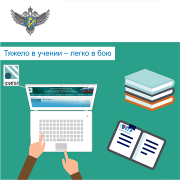 Тяжело в учении – легко в бою